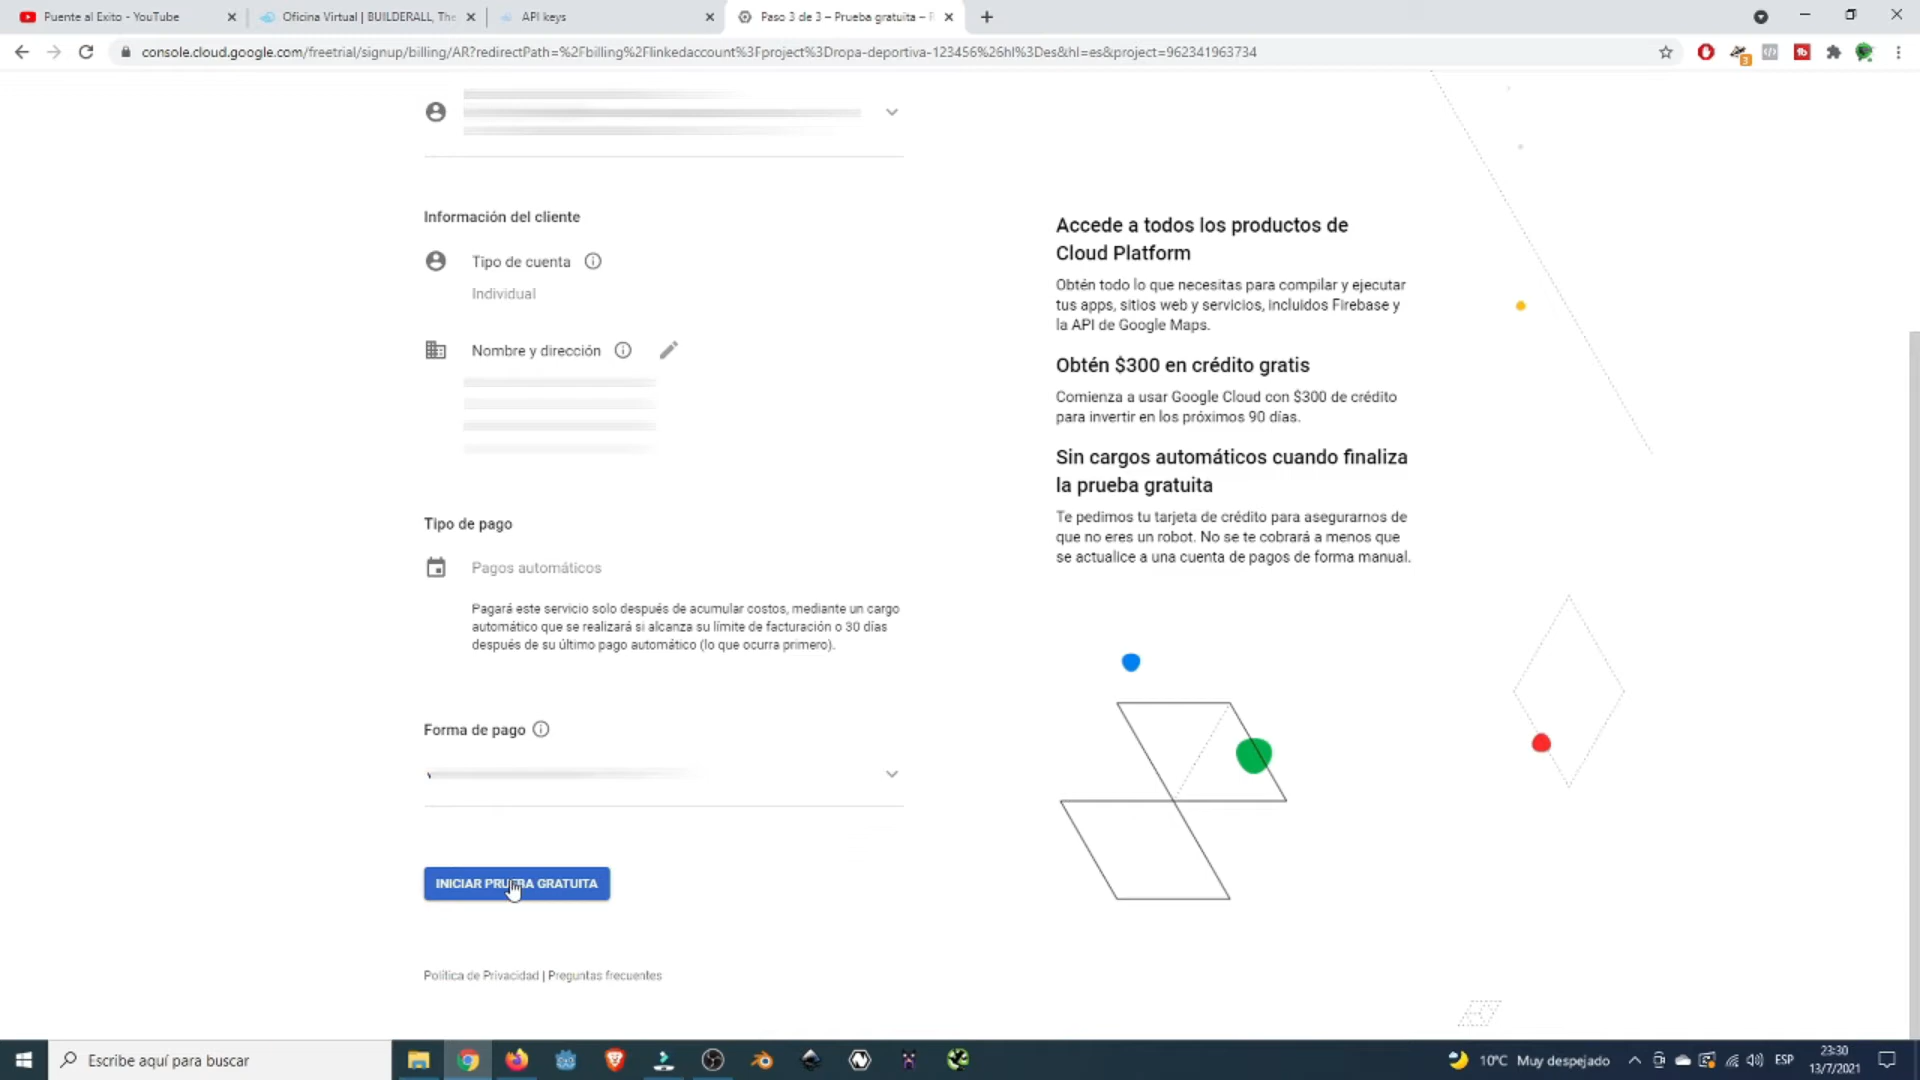 Puente al Exito - YouTube
Oficina Virtual | BUILDERALL, The
API keys
Paso 3 de 3 – Prueba gratuita –
console.cloud.google.com/freetrial/signup/billing/AR?redirectPath=%2Fbilling%2Flinkedaccount%3Fproject%3Dropa-deportiva-123456%26hl%3Des&hl=es&project=962341963734
3
Información del cliente
Tipo de cuenta
Individual
Nombre y dirección
Tipo de pago
Pagos automáticos
Pagará este servicio solo después de acumular costos, mediante un cargo
automático que se realizará si alcanza su límite de facturación o 30 días
después de su último pago automático (lo que ocurra primero).
Forma de pago
INICIAR PRUEBA GRATUITA
Política de Privacidad | Preguntas frecuentes
Accede a todos los productos de
Cloud Platform
Obtén todo lo que necesitas para compilar y ejecutar
tus apps, sitios web y servicios, incluidos Firebase y
la API de Google Maps.
Obtén $300 en crédito gratis
Comienza a usar Google Cloud con $300 de crédito
para invertir en los próximos 90 días.
Sin cargos automáticos cuando finaliza
la prueba gratuita
Te pedimos tu tarjeta de crédito para asegurarnos de
que no eres un robot. No se te cobrará a menos que
se actualice a una cuenta de pagos de forma manual.
Escribe aquí para buscar
10°C Muy despejado
ESP
23:30
13/7/2021